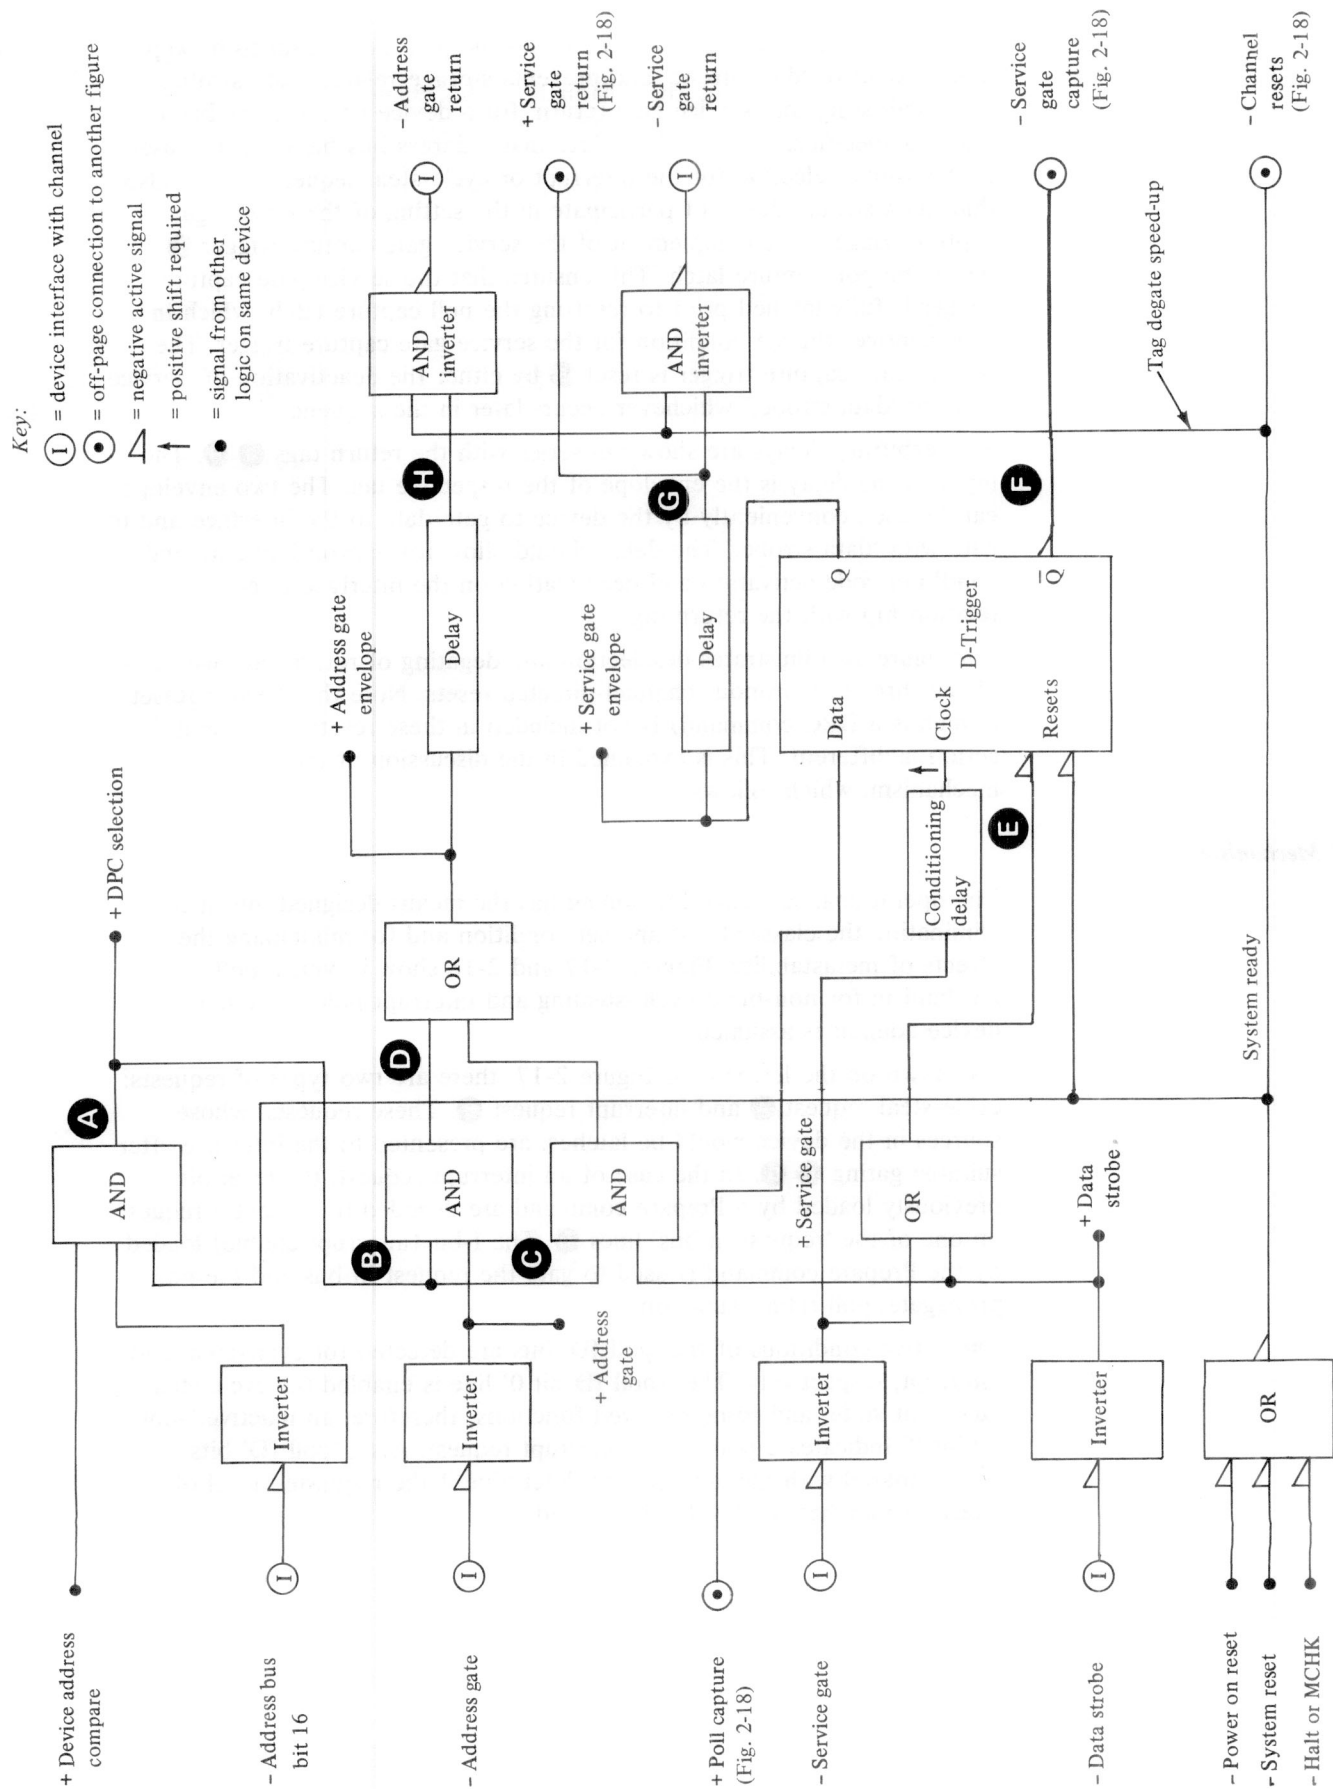 Key:
I = device interface with channel
= off-page connection to another figure
= negative active signal
= positive shift required
= signal from other
logic on same device
+ Device address
compare
– Address bus
bit 16
– Address gate
+ Poll capture
(Fig. 2-18)
– Service gate
– Data strobe
– Power on reset
– System reset
– Halt or MCHK
I
I
I
I
Inverter
Inverter
Inverter
Inverter
OR
AND
A
+ DPC selection
B
AND
C
AND
+ Address
gate
D
OR
+ Address gate
envelope
Delay
H
AND
inverter
I
– Address
gate
return
+ Service
gate
return
(Fig. 2-18)
+ Service gate
envelope
Delay
G
AND
inverter
I
– Service
gate
return
+ Service gate
OR
+ Data
strobe
Conditioning
delay
E
Data
Q
Clock
D-Trigger
Resets
Q̅
F
– Service
gate
capture
(Fig. 2-18)
System ready
Tag degate speed-up
– Channel
resets
(Fig. 2-18)